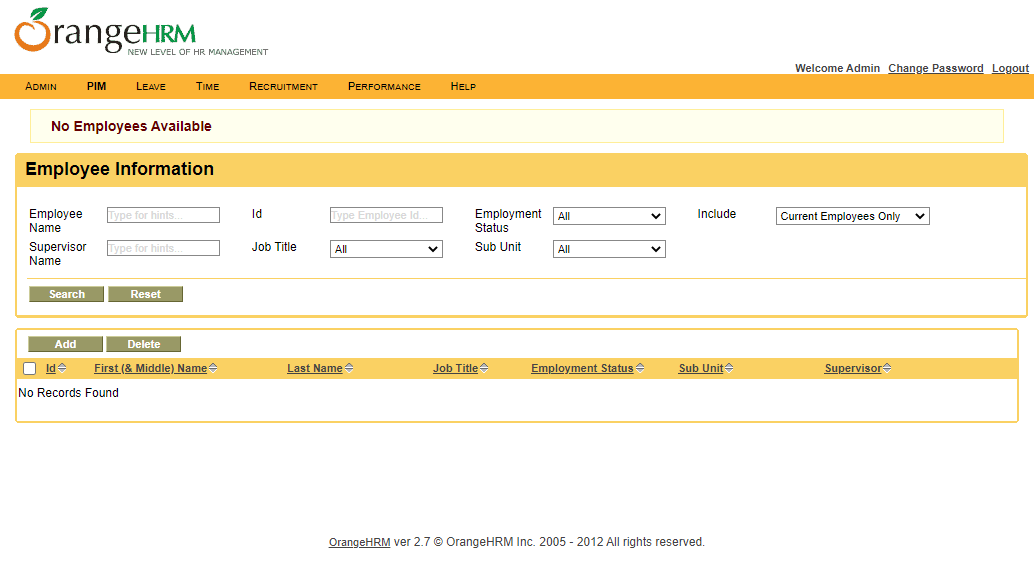 OrangeHRM
NEW LEVEL OF HR MANAGEMENT
Welcome Admin Change Password Logout
Admin PIM Leave Time Recruitment Performance Help
No Employees Available
Employee Information
Employee Name Type for hints... Id Type Employee Id... Employment Status All Include Current Employees Only
Supervisor Name Type for hints... Job Title All Sub Unit All
Search Reset
Add Delete
Id First (& Middle) Name Last Name Job Title Employment Status Sub Unit Supervisor
No Records Found
OrangeHRM ver 2.7 © OrangeHRM Inc. 2005 - 2012 All rights reserved.